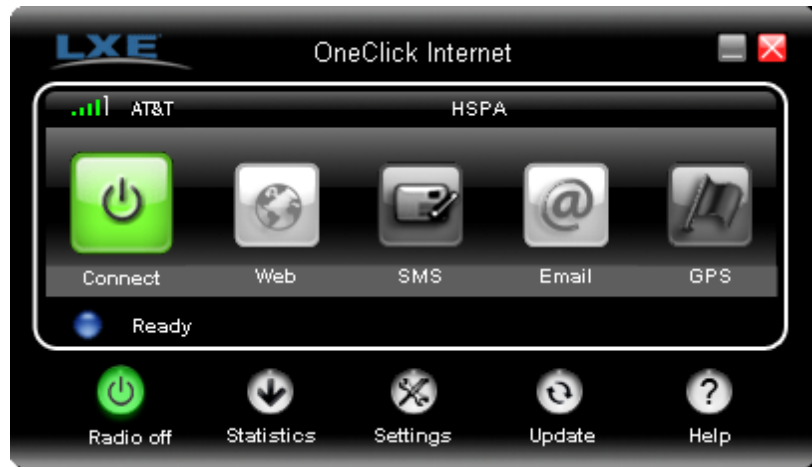 LXE OneClick Internet
AT&T HSPA
Connect Web SMS Email GPS
Ready
Radio off Statistics Settings Update Help